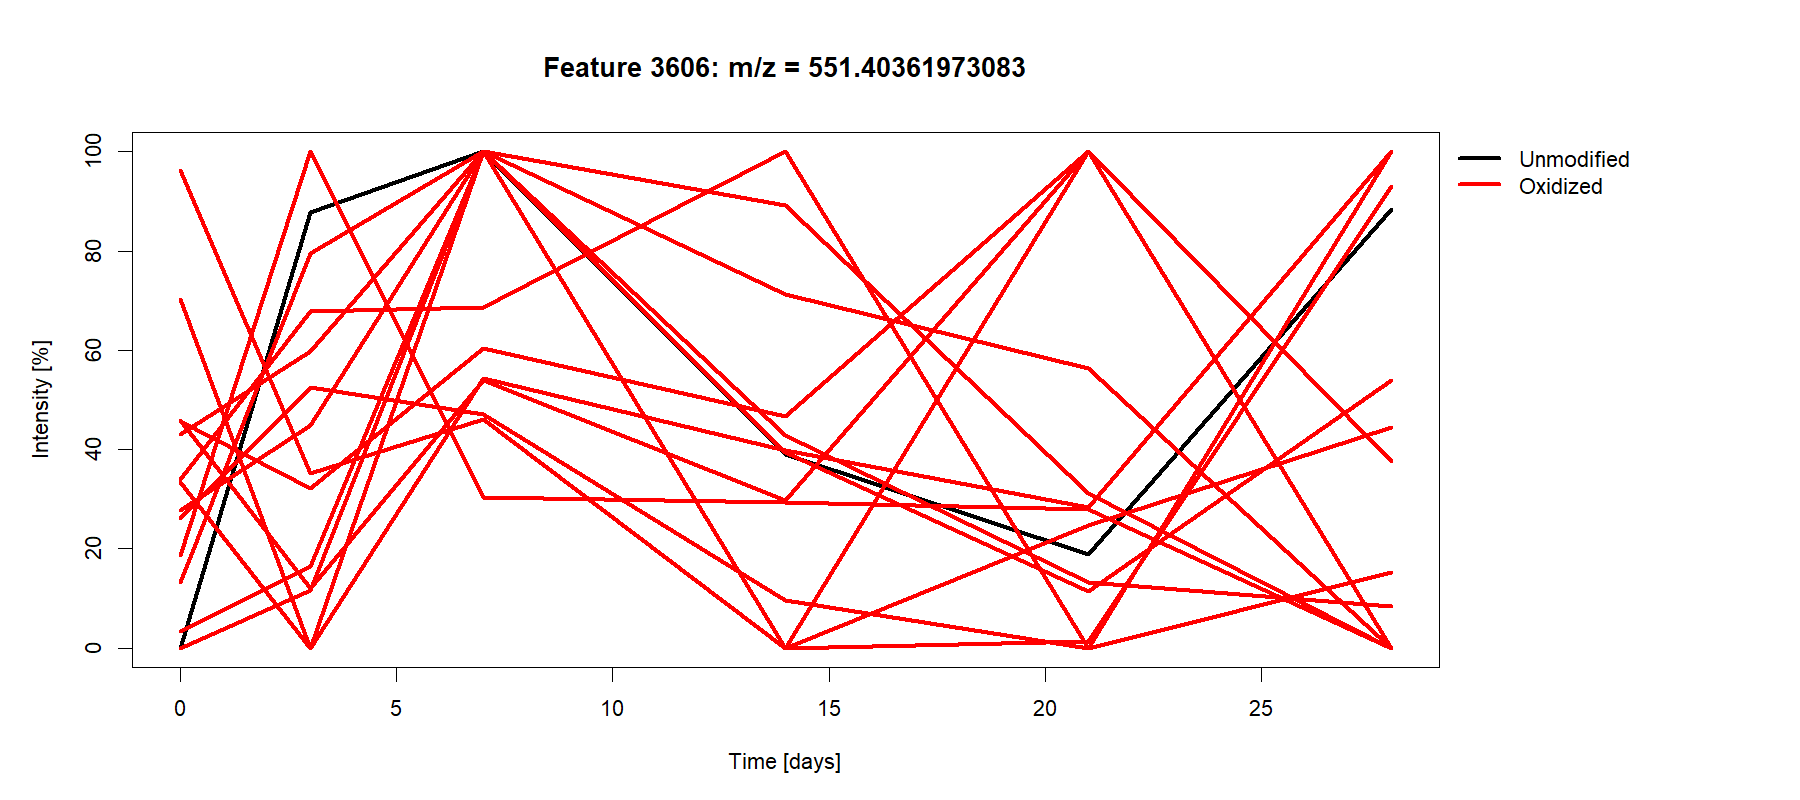 Feature 3606: m/z = 551.40361973083
Unmodified
Oxidized
Intensity [%]
100
80
60
40
20
0
0 5 10 15 20 25
Time [days]